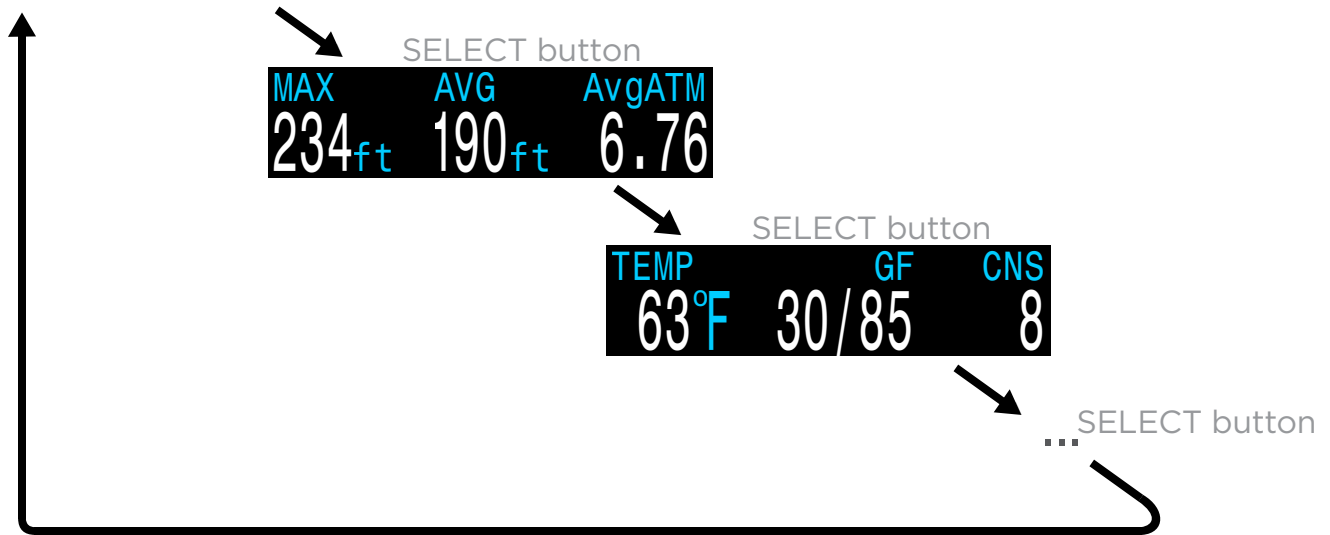 SELECT button
MAX AVG AvgATM
234ft 190ft 6.76
SELECT button
TEMP GF CNS
63°F 30/85 8
SELECT button
...